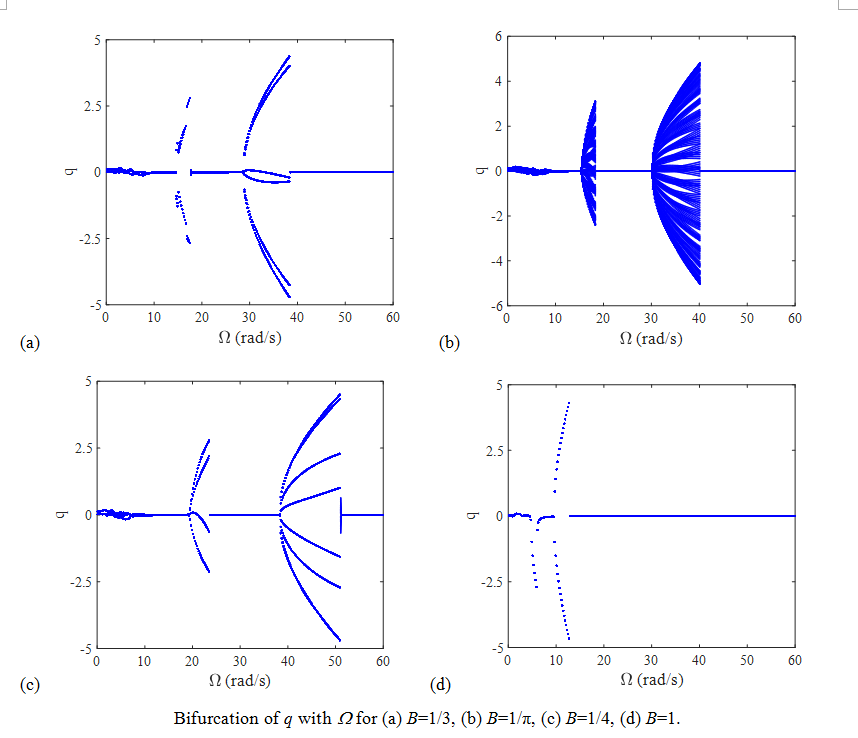 5
2.5
0
-2.5
-5
q
0 10 20 30 40 50 60
Ω (rad/s)
(a)
6
4
2
0
-2
-4
-6
q
0 10 20 30 40 50 60
Ω (rad/s)
(b)
5
2.5
0
-2.5
-5
q
0 10 20 30 40 50 60
Ω (rad/s)
(c)
5
2.5
0
-2.5
-5
q
0 10 20 30 40 50 60
Ω (rad/s)
(d)
Bifurcation of q with Ω for (a) B=1/3, (b) B=1/π, (c) B=1/4, (d) B=1.